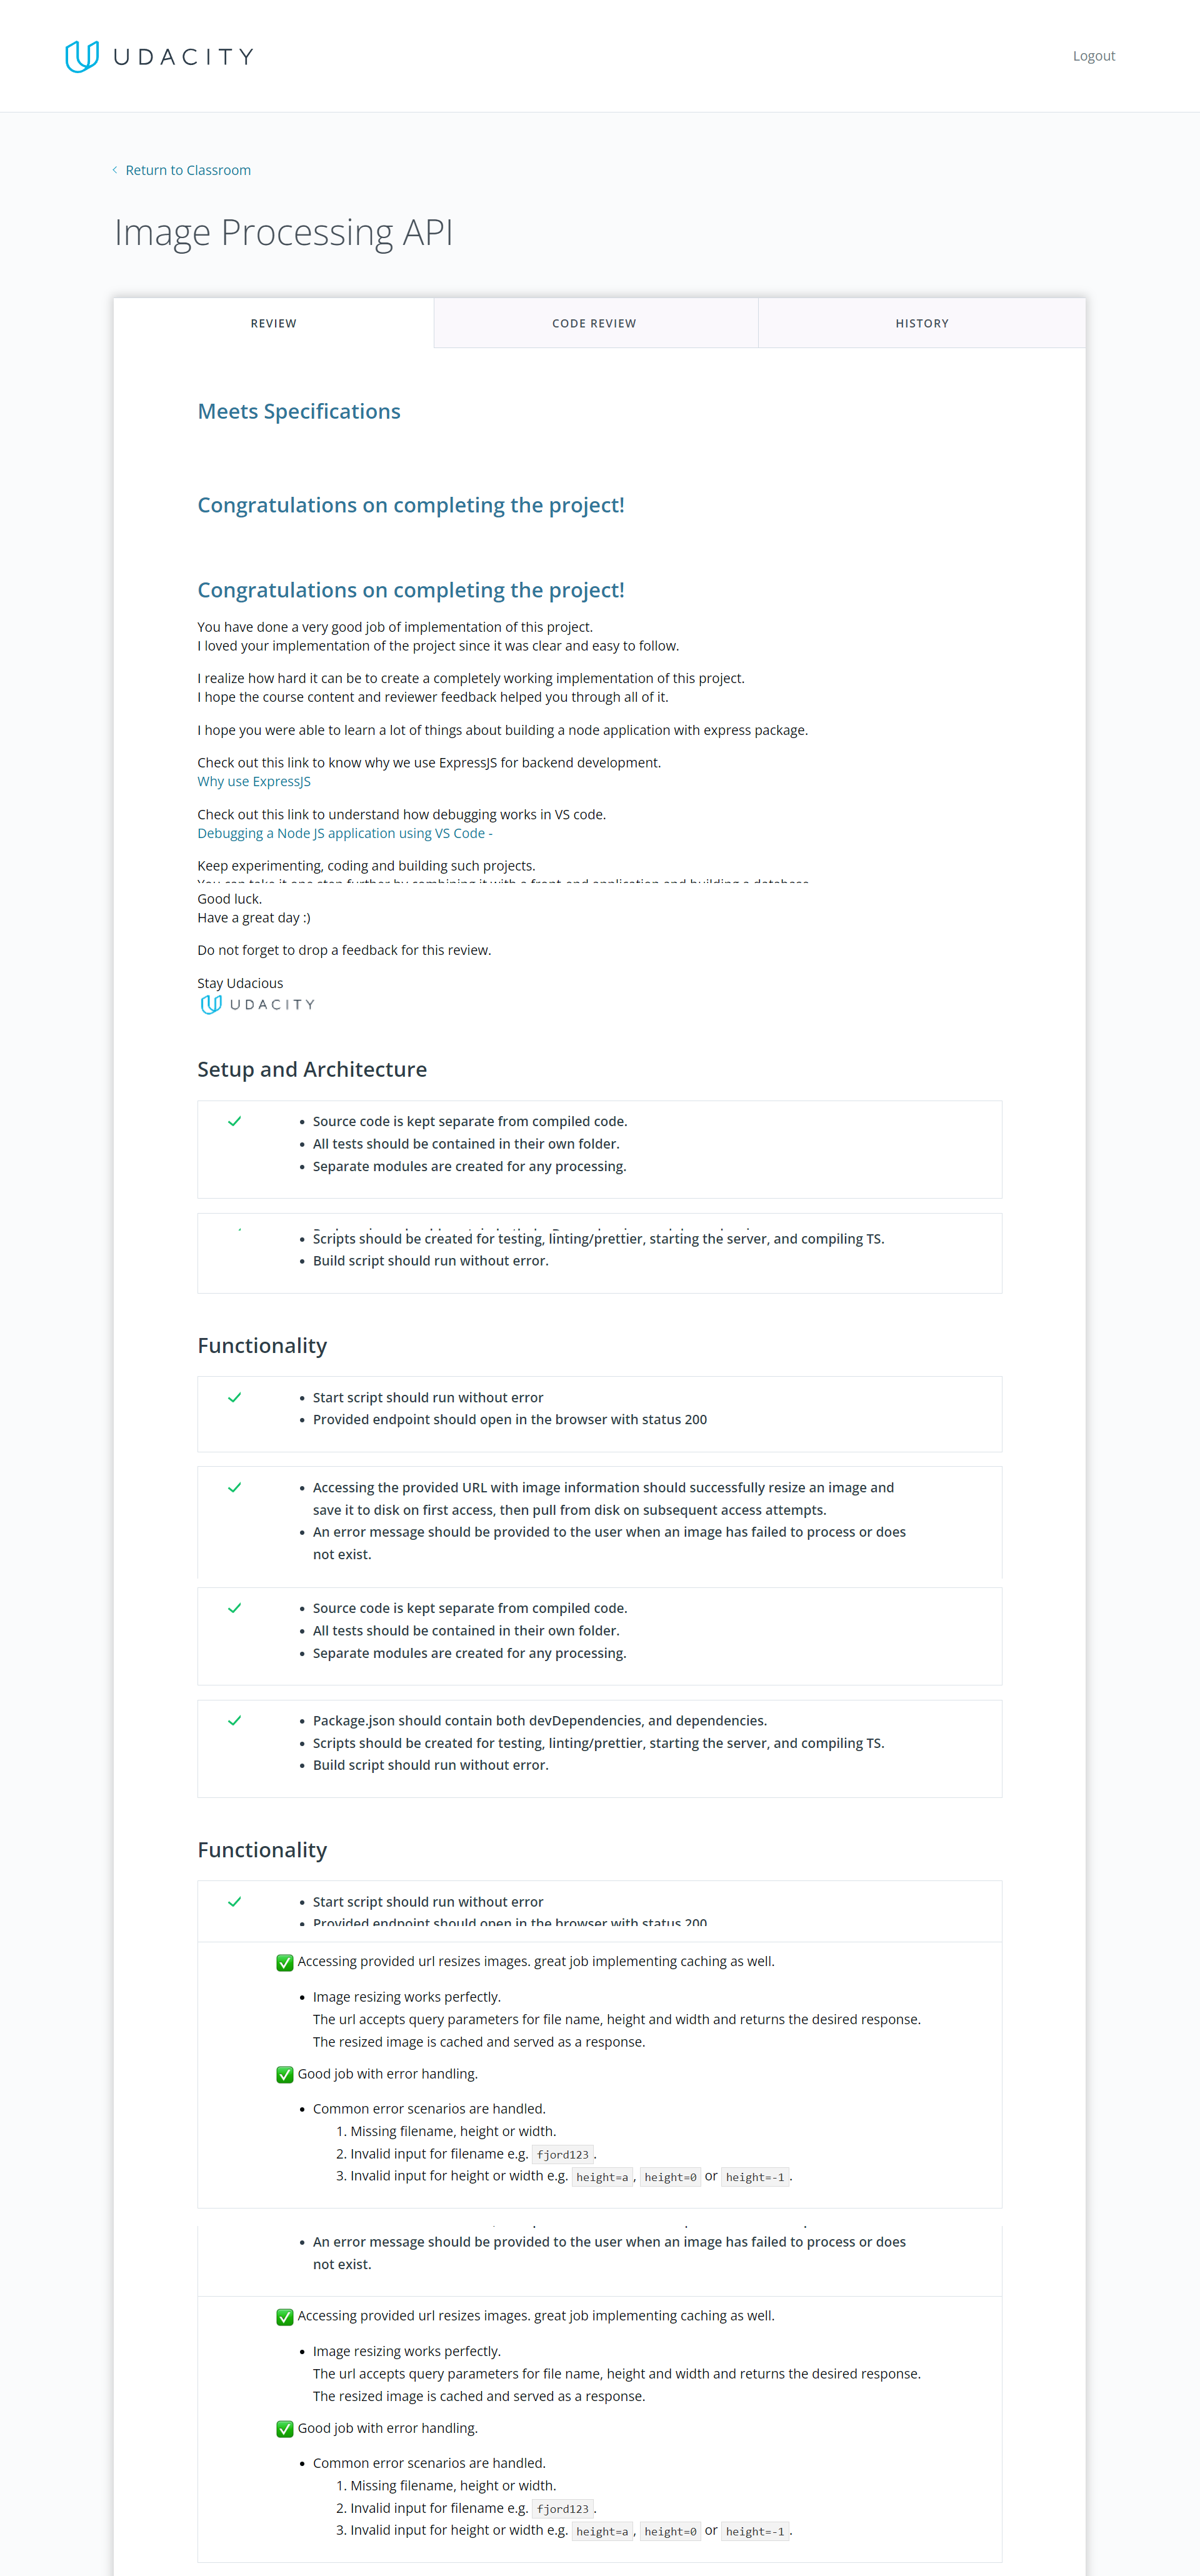 UDACITY
Logout
Return to Classroom
Image Processing API
REVIEW
CODE REVIEW
HISTORY
Meets Specifications
Congratulations on completing the project!
Congratulations on completing the project!
You have done a very good job of implementation of this project.
I loved your implementation of the project since it was clear and easy to follow.
I realize how hard it can be to create a completely working implementation of this project.
I hope the course content and reviewer feedback helped you through all of it.
I hope you were able to learn a lot of things about building a node application with express package.
Check out this link to know why we use ExpressJS for backend development.
Why use ExpressJS
Check out this link to understand how debugging works in VS code.
Debugging a Node JS application using VS Code -
Keep experimenting, coding and building such projects.
Good luck.
Have a great day :)
Do not forget to drop a feedback for this review.
Stay Udacious
UDACITY
Setup and Architecture
Source code is kept separate from compiled code.
All tests should be contained in their own folder.
Separate modules are created for any processing.
Scripts should be created for testing, linting/prettier, starting the server, and compiling TS.
Build script should run without error.
Functionality
Start script should run without error
Provided endpoint should open in the browser with status 200
Accessing the provided URL with image information should successfully resize an image and
save it to disk on first access, then pull from disk on subsequent access attempts.
An error message should be provided to the user when an image has failed to process or does
not exist.
Source code is kept separate from compiled code.
All tests should be contained in their own folder.
Separate modules are created for any processing.
Package.json should contain both devDependencies, and dependencies.
Scripts should be created for testing, linting/prettier, starting the server, and compiling TS.
Build script should run without error.
Functionality
Start script should run without error
Provided endpoint should open in the browser with status 200
Accessing provided url resizes images. great job implementing caching as well.
Image resizing works perfectly.
The url accepts query parameters for file name, height and width and returns the desired response.
The resized image is cached and served as a response.
Good job with error handling.
Common error scenarios are handled.
1. Missing filename, height or width.
2. Invalid input for filename e.g. fjord123.
3. Invalid input for height or width e.g. height=a, height=0 or height=-1.
An error message should be provided to the user when an image has failed to process or does
not exist.
Accessing provided url resizes images. great job implementing caching as well.
Image resizing works perfectly.
The url accepts query parameters for file name, height and width and returns the desired response.
The resized image is cached and served as a response.
Good job with error handling.
Common error scenarios are handled.
1. Missing filename, height or width.
2. Invalid input for filename e.g. fjord123.
3. Invalid input for height or width e.g. height=a, height=0 or height=-1.